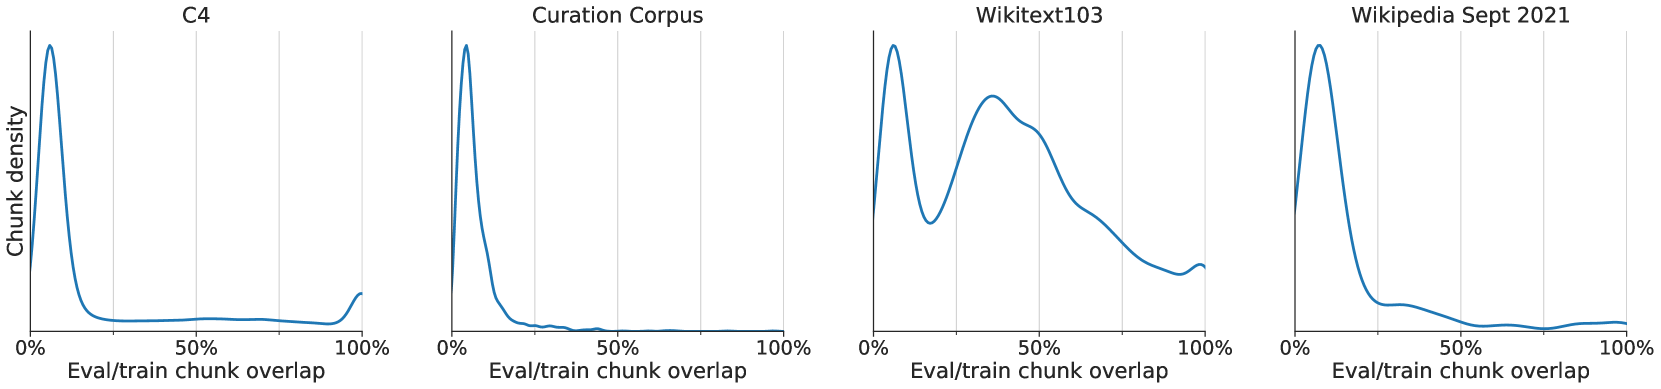 C4
Curation Corpus
Wikitext103
Wikipedia Sept 2021
Chunk density
0% 50% 100%
0% 50% 100%
0% 50% 100%
0% 50% 100%
Eval/train chunk overlap
Eval/train chunk overlap
Eval/train chunk overlap
Eval/train chunk overlap